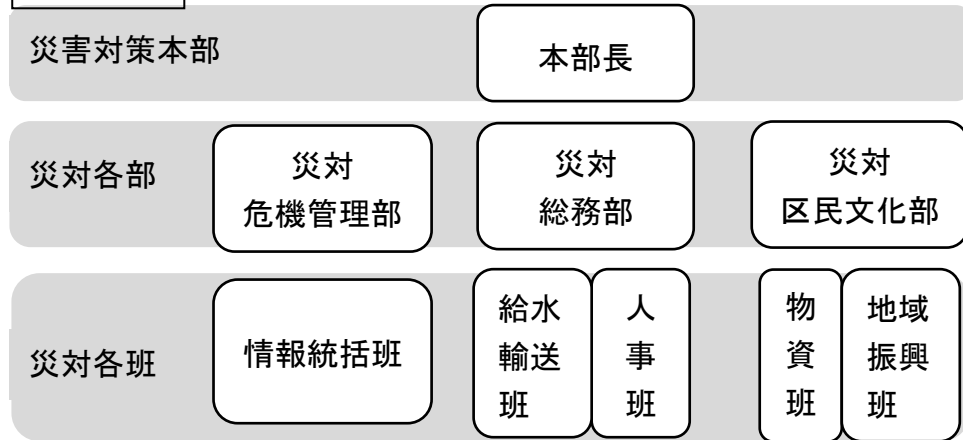 災害対策本部
本部長
災対各部
災対
危機管理部
災対
総務部
災対
区民文化部
災対各班
情報統括班
給水
輸送
班
人
事
班
物
資
班
地域
振興
班